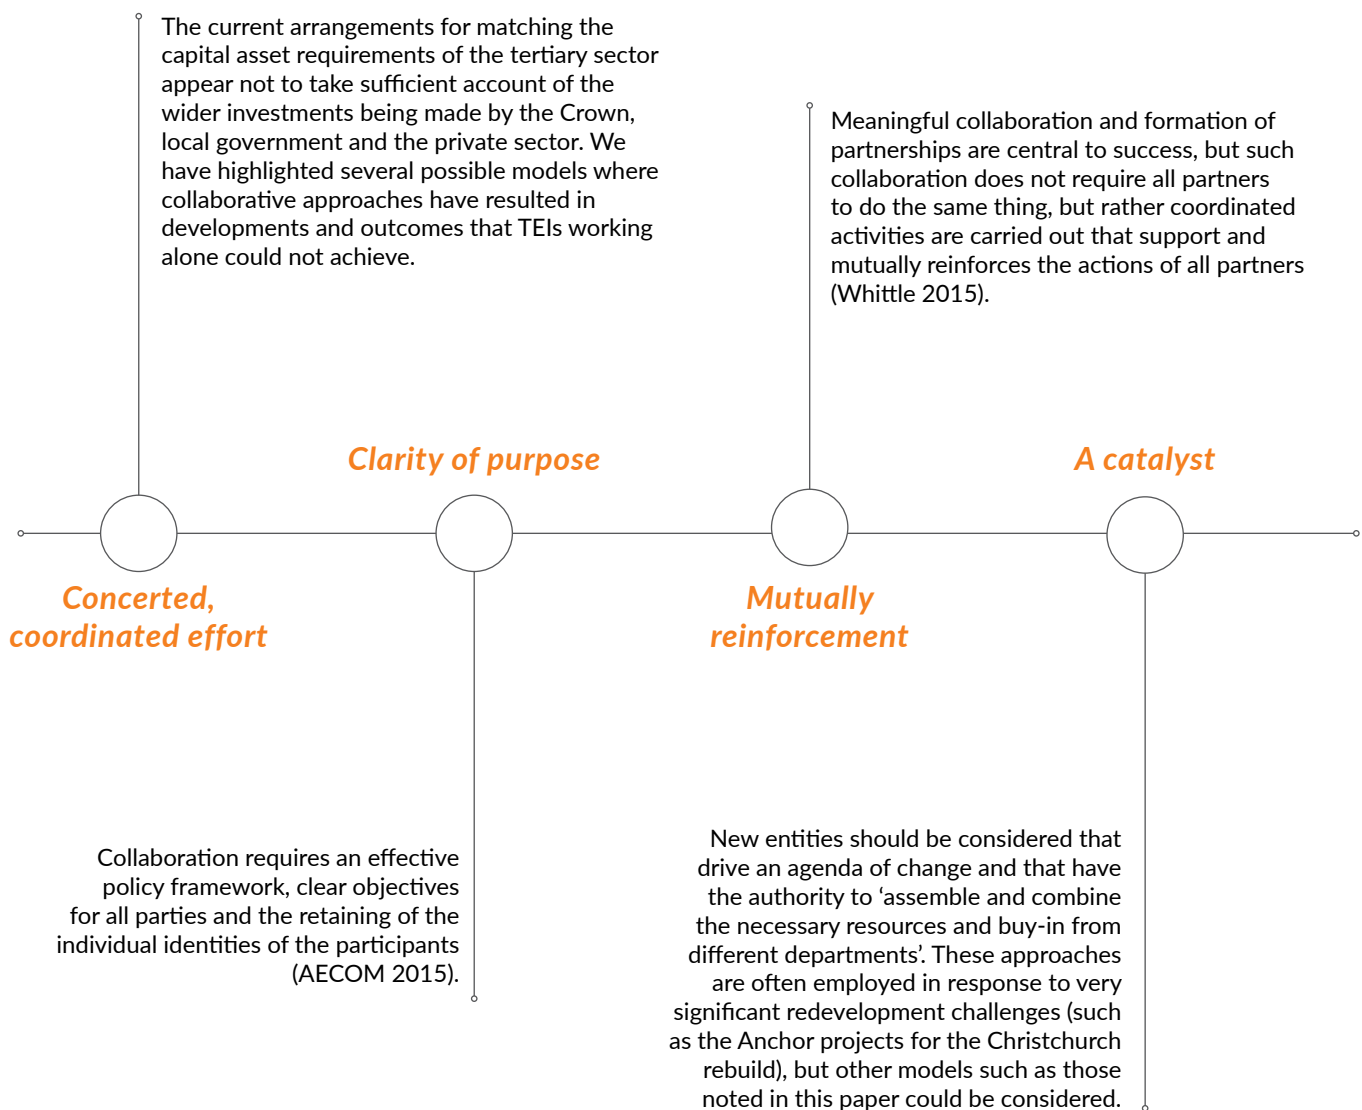 The current arrangements for matching the
capital asset requirements of the tertiary sector
appear not to take sufficient account of the
wider investments being made by the Crown,
local government and the private sector. We
have highlighted several possible models where
collaborative approaches have resulted in
developments and outcomes that TEIs working
alone could not achieve.
Concerted,
coordinated effort
Clarity of purpose
Collaboration requires an effective
policy framework, clear objectives
for all parties and the retaining of the
individual identities of the participants
(AECOM 2015).
Meaningful collaboration and formation of
partnerships are central to success, but such
collaboration does not require all partners
to do the same thing, but rather coordinated
activities are carried out that support and
mutually reinforces the actions of all partners
(Whittle 2015).
Mutually
reinforcement
A catalyst
New entities should be considered that
drive an agenda of change and that have
the authority to ‘assemble and combine
the necessary resources and buy-in from
different departments’. These approaches
are often employed in response to very
significant redevelopment challenges (such
as the Anchor projects for the Christchurch
rebuild), but other models such as those
noted in this paper could be considered.